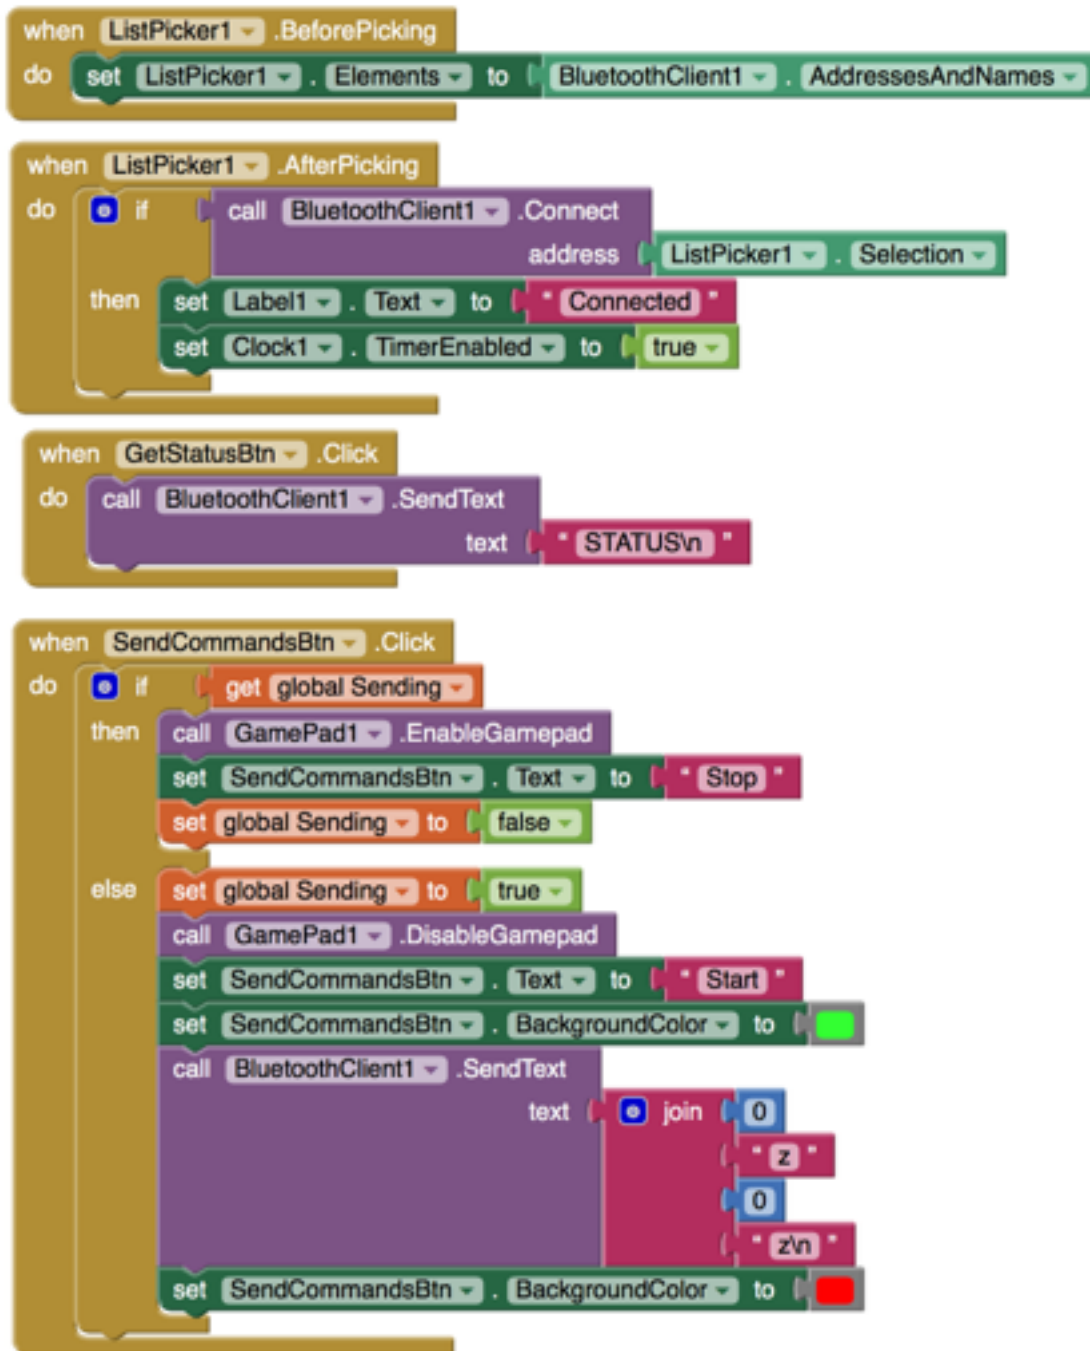 when ListPicker1 .BeforePicking
do set ListPicker1 . Elements to BluetoothClient1 . AddressesAndNames
when ListPicker1 .AfterPicking
do if call BluetoothClient1 .Connect
address ListPicker1 . Selection
then set Label1 . Text to " Connected "
set Clock1 . TimerEnabled to true
when GetStatusBtn .Click
do call BluetoothClient1 .SendText
text " STATUS\n "
when SendCommandsBtn .Click
do if get global Sending
then call GamePad1 .EnableGamepad
set SendCommandsBtn . Text to " Stop "
set global Sending to false
else set global Sending to true
call GamePad1 .DisableGamepad
set SendCommandsBtn . Text to " Start "
set SendCommandsBtn . BackgroundColor to
call BluetoothClient1 .SendText
text join 0
" z "
0
" z\n "
set SendCommandsBtn . BackgroundColor to